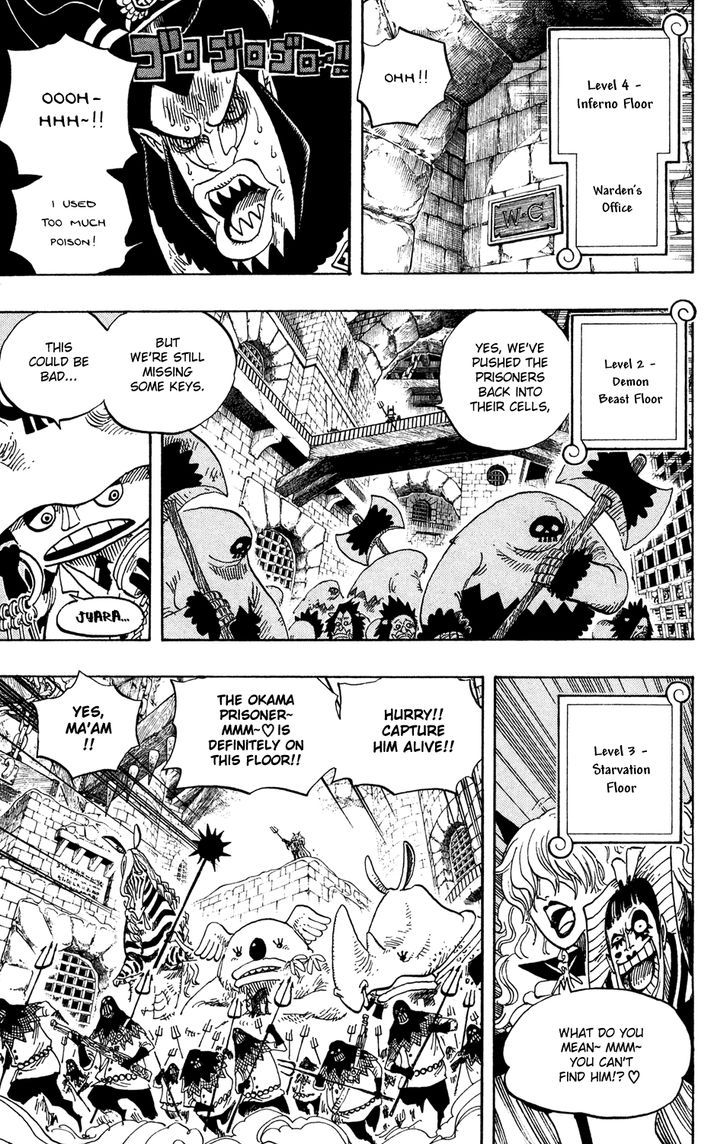 Level 4 -
Inferno Floor
Warden's
Office
W·C
OHH!!
ゴロゴロゴロ…!!
OOOH-
HHH~!!
I USED
TOO MUCH
POISON!
Level 2 -
Demon
Beast Floor
YES, WE'VE
PUSHED THE
PRISONERS
BACK INTO
THEIR CELLS,
BUT
WE'RE STILL
MISSING
SOME KEYS.
THIS
COULD BE
BAD...
JUARA...
Level 3 -
Starvation
Floor
WHAT DO YOU
MEAN~ MMM~
YOU CAN'T
FIND HIM!?♡
HURRY!!
CAPTURE
HIM ALIVE!!
THE OKAMA
PRISONER~
MMM~♡ IS
DEFINITELY ON
THIS FLOOR!!
YES,
MA'AM
!!